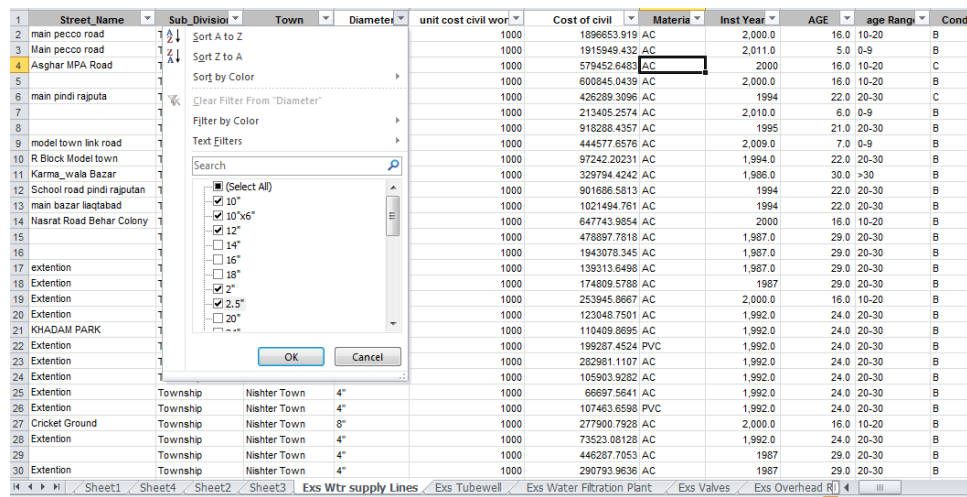 1 Street_Name Sub_Divisio Town Diameter unit cost civil wor Cost of civil Materia Inst Year AGE age Range Cond
2 main pecco road T 1000 1896653.919 AC 2,000.0 16.0 10-20 B
3 Main pecco road T 1000 1915949.432 AC 2,011.0 5.0 0-9 B
4 Asghar MPA Road T 1000 579452.6483 AC 2000 16.0 10-20 C
5 T 1000 600845.0439 AC 2,000.0 16.0 10-20 B
6 main pindi rajputa T 1000 426289.3096 AC 1994 22.0 20-30 C
7 T 1000 213405.2574 AC 2,010.0 6.0 0-9 B
8 T 1000 918288.4357 AC 1995 21.0 20-30 B
9 model town link road T 1000 444577.6576 AC 2,009.0 7.0 0-9 B
10 R Block Model town T 1000 97242.20231 AC 1,994.0 22.0 20-30 B
11 Karma_wala Bazar T 1000 329794.4242 AC 1,986.0 30.0 >30 B
12 School road pindi rajputan T 1000 901686.5813 AC 1994 22.0 20-30 B
13 main bazar liaqtabad T 1000 1021494.761 AC 1994 22.0 20-30 B
14 Nasrat Road Behar Colony T 1000 647743.9854 AC 2000 16.0 10-20 B
15 T 1000 478897.7818 AC 1,987.0 29.0 20-30 B
16 T 1000 1943078.345 AC 1,987.0 29.0 20-30 B
17 extention T 1000 139313.6498 AC 1,987.0 29.0 20-30 B
18 Extention T 1000 174809.5788 AC 1987 29.0 20-30 B
19 Extention T 1000 253945.8667 AC 2,000.0 16.0 10-20 B
20 Extention T 1000 123048.7501 AC 1,992.0 24.0 20-30 B
21 KHADAM PARK T 1000 110409.8695 AC 1,992.0 24.0 20-30 B
22 Extention T 1000 199287.4524 PVC 1,992.0 24.0 20-30 B
23 Extention T 1000 282981.1107 AC 1,992.0 24.0 20-30 B
24 Extention T 1000 105903.9282 AC 1,992.0 24.0 20-30 B
25 Extention Township Nishter Town 4" 1000 66697.5641 AC 1,992.0 24.0 20-30 B
26 Extention Township Nishter Town 4" 1000 107463.6598 PVC 1,992.0 24.0 20-30 B
27 Cricket Ground Township Nishter Town 8" 1000 277900.7928 AC 2,000.0 16.0 10-20 B
28 Extention Township Nishter Town 4" 1000 73523.08128 AC 1,992.0 24.0 20-30 B
29 Township Nishter Town 4" 1000 446287.7053 AC 1987 29.0 20-30 B
30 Extention Township Nishter Town 4" 1000 290793.9636 AC 1987 29.0 20-30 B
Sort A to Z
Sort Z to A
Sort by Color
Clear Filter From "Diameter"
Filter by Color
Text Filters
Search
(Select All)
10"
10"x6"
12"
14"
16"
18"
2"
2.5"
20"
OK Cancel
Sheet1 Sheet4 Sheet2 Sheet3 Exs Wtr supply Lines Exs Tubewell Exs Water Filtration Plant Exs Valves Exs Overhead R